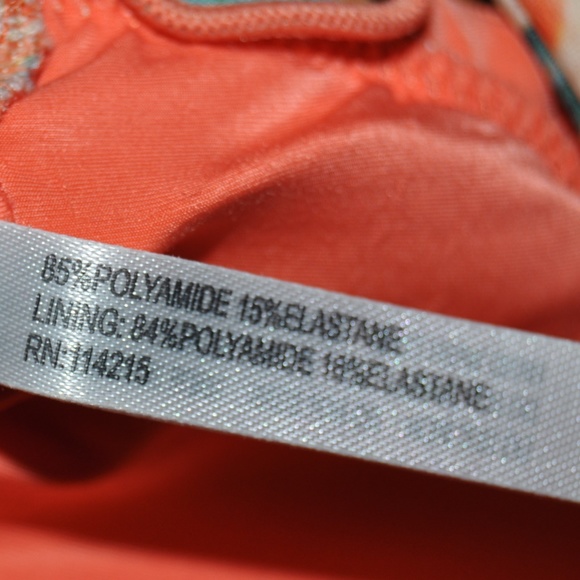 85%POLYAMIDE 15%ELASTANE
LINING: 84%POLYAMIDE 16%ELASTANE
RN:114215